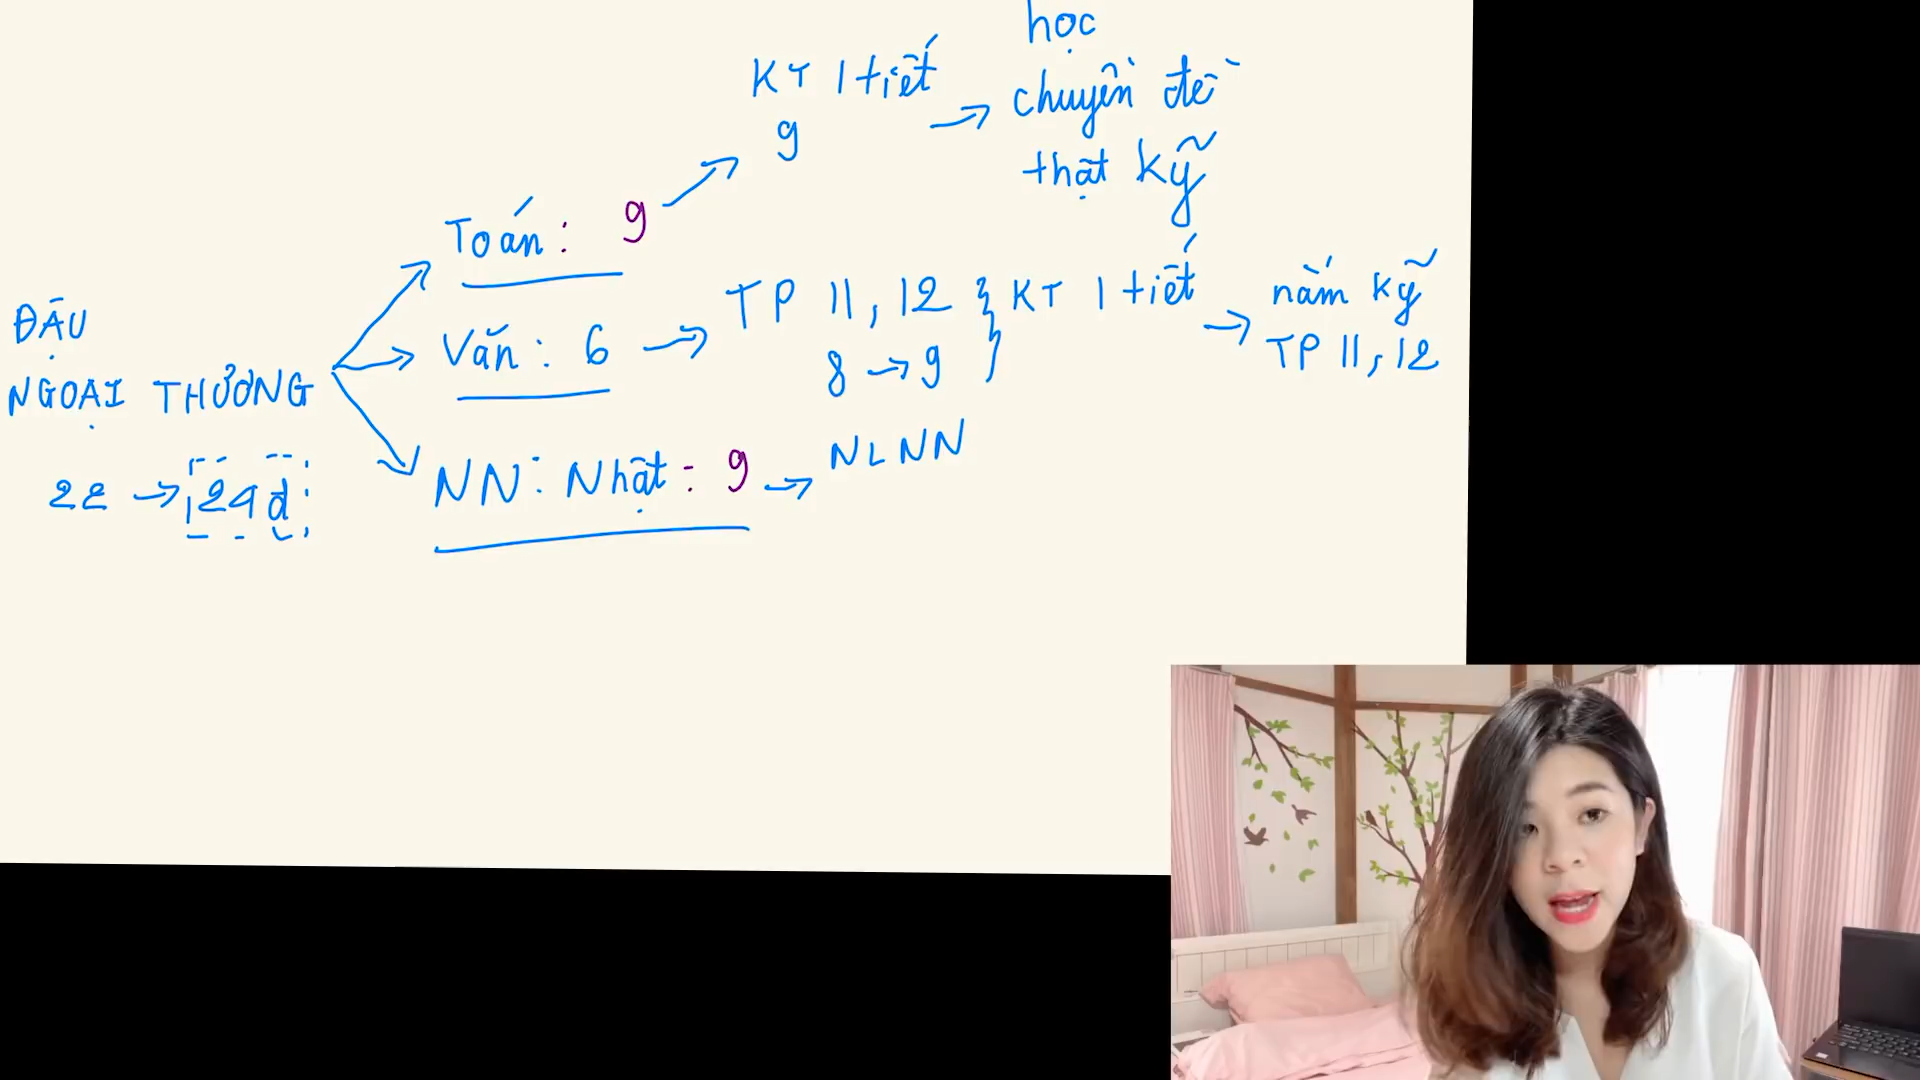 ĐẬU
NGOẠI THƯƠNG
22 → 24đ
Toán: 9
→ KT 1 tiết
9
→ học
chuyên đề
thật kỹ
Văn: 6 → TP 11, 12 } KT 1 tiết
8 → 9
→ nắm kỹ
TP 11, 12
NN: Nhật: 9 → NLNN